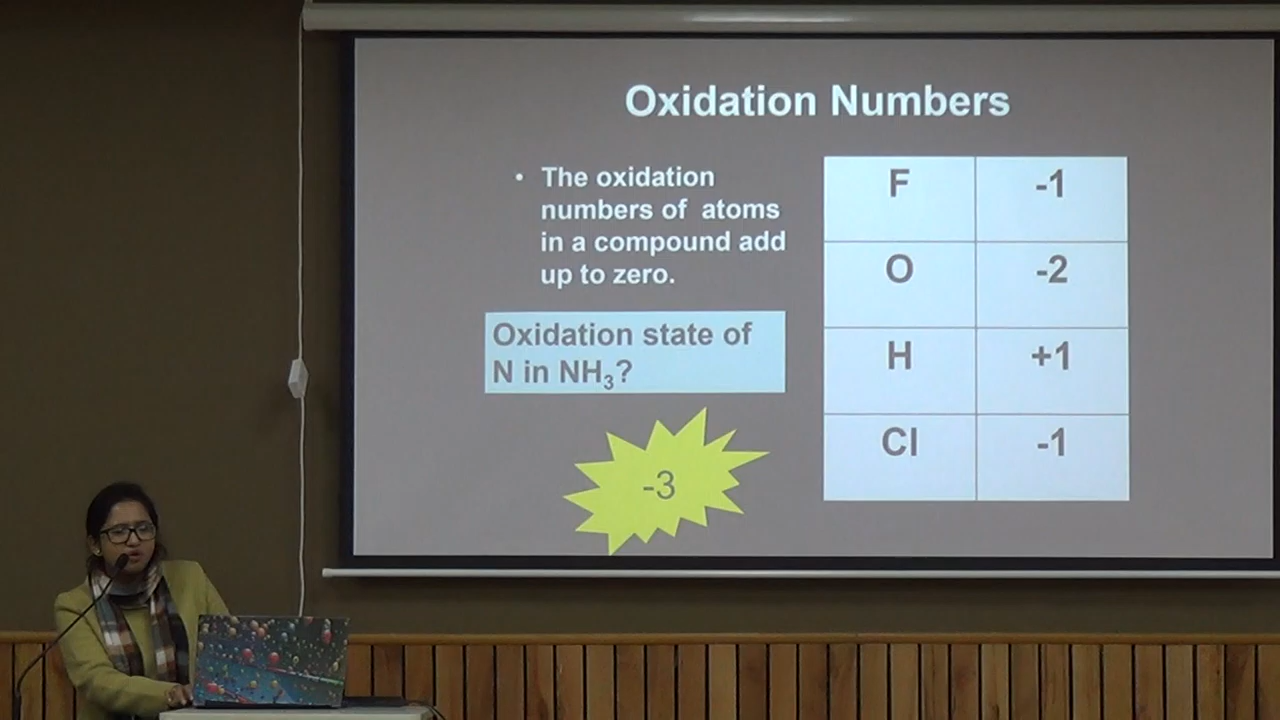 Oxidation Numbers
• The oxidation
numbers of atoms
in a compound add
up to zero.
Oxidation state of
N in NH₃?
-3
F -1
O -2
H +1
Cl -1